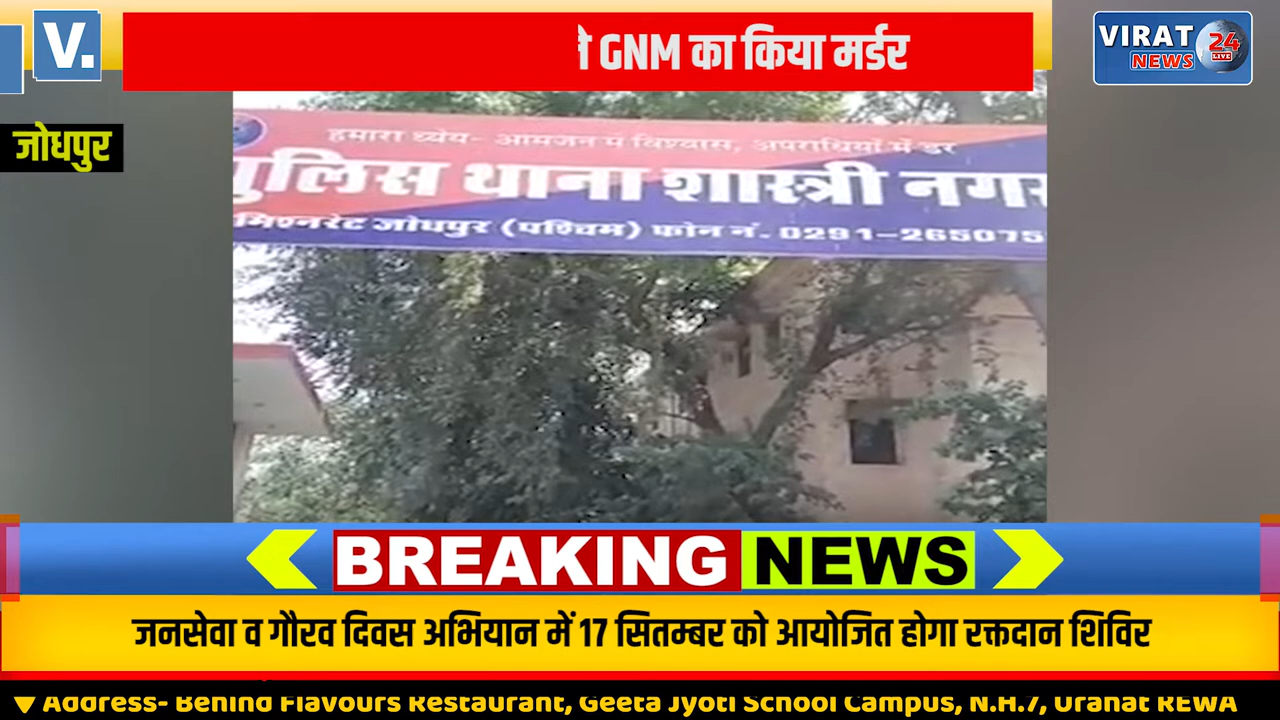 V.
GNM का किया मर्डर
VIRAT
24
NEWS
LIVE
जोधपुर
हमारा ध्येय- आमजन में विश्वास, अपराधियों में डर
पुलिस थाना शास्त्री नगर
मिश्नरेट जोधपुर (पश्चिम) फोन नं. 0291-265075
BREAKING NEWS
जनसेवा व गौरव दिवस अभियान में 17 सितम्बर को आयोजित होगा रक्तदान शिविर
Address- Behind Flavours Restaurant, Geeta Jyoti School Campus, N.H.7, Uranat REWA